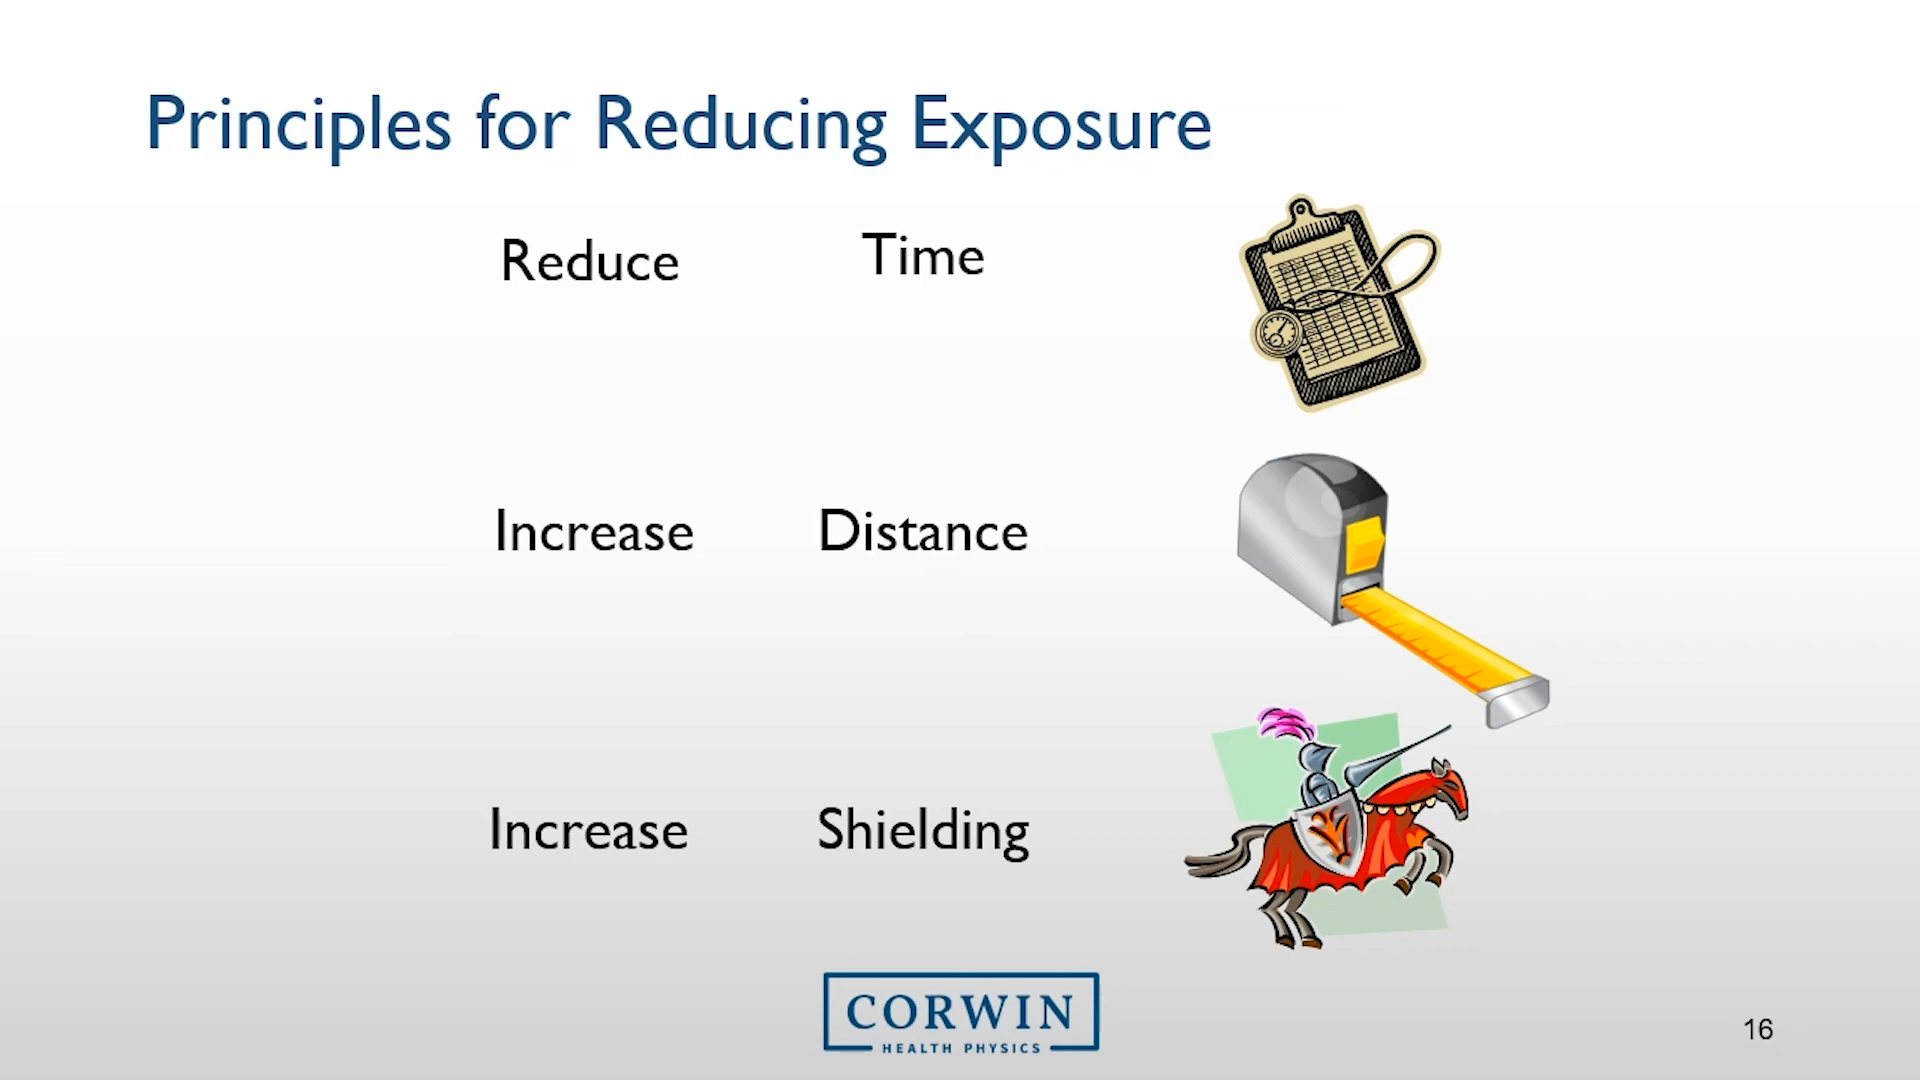 Principles for Reducing Exposure
Reduce Time
Increase Distance
Increase Shielding
CORWIN
HEALTH PHYSICS
16